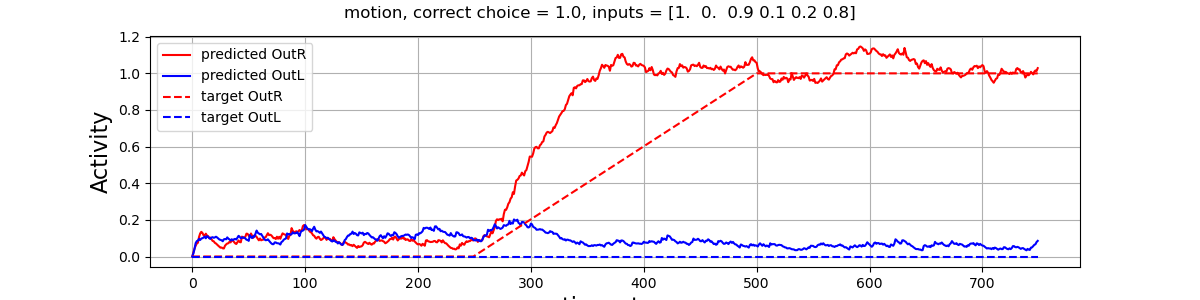 motion, correct choice = 1.0, inputs = [1. 0. 0.9 0.1 0.2 0.8]
1.2
1.0
0.8
0.6
0.4
0.2
0.0
Activity
predicted OutR
predicted OutL
target OutR
target OutL
0 100 200 300 400 500 600 700